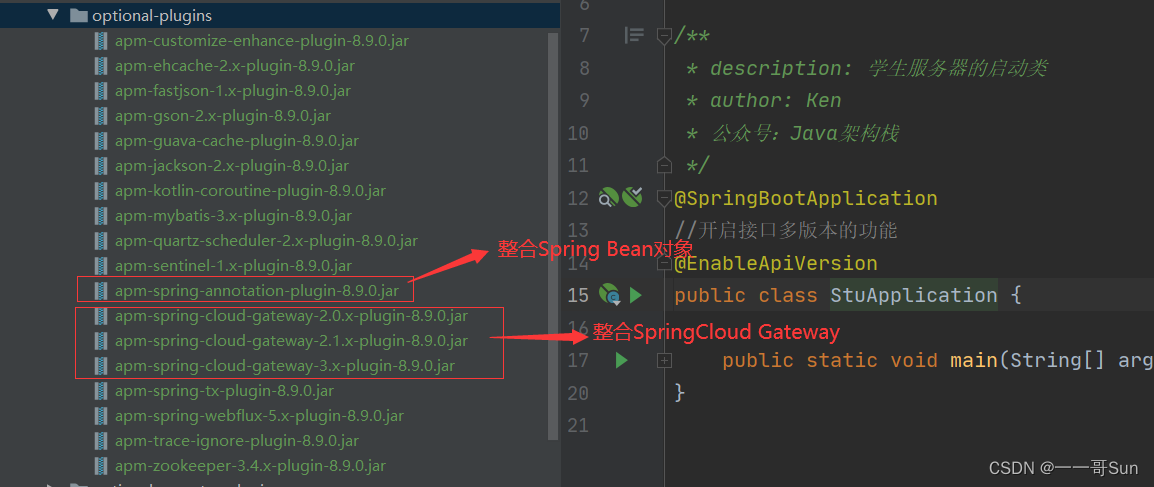 optional-plugins
apm-customize-enhance-plugin-8.9.0.jar
apm-ehcache-2.x-plugin-8.9.0.jar
apm-fastjson-1.x-plugin-8.9.0.jar
apm-gson-2.x-plugin-8.9.0.jar
apm-guava-cache-plugin-8.9.0.jar
apm-jackson-2.x-plugin-8.9.0.jar
apm-kotlin-coroutine-plugin-8.9.0.jar
apm-mybatis-3.x-plugin-8.9.0.jar
apm-quartz-scheduler-2.x-plugin-8.9.0.jar
apm-sentinel-1.x-plugin-8.9.0.jar
apm-spring-annotation-plugin-8.9.0.jar
apm-spring-cloud-gateway-2.0.x-plugin-8.9.0.jar
apm-spring-cloud-gateway-2.1.x-plugin-8.9.0.jar
apm-spring-cloud-gateway-3.x-plugin-8.9.0.jar
apm-spring-tx-plugin-8.9.0.jar
apm-spring-webflux-5.x-plugin-8.9.0.jar
apm-trace-ignore-plugin-8.9.0.jar
apm-zookeeper-3.4.x-plugin-8.9.0.jar
整合Spring Bean对象
整合SpringCloud Gateway
6
7 /**
8 * description: 学生服务器的启动类
9 * author: Ken
10 * 公众号：Java架构栈
11 */
12 @SpringBootApplication
13 //开启接口多版本的功能
14 @EnableApiVersion
15 public class StuApplication {
16
17 public static void main(String[] arg
20 }
21
CSDN @一一哥Sun